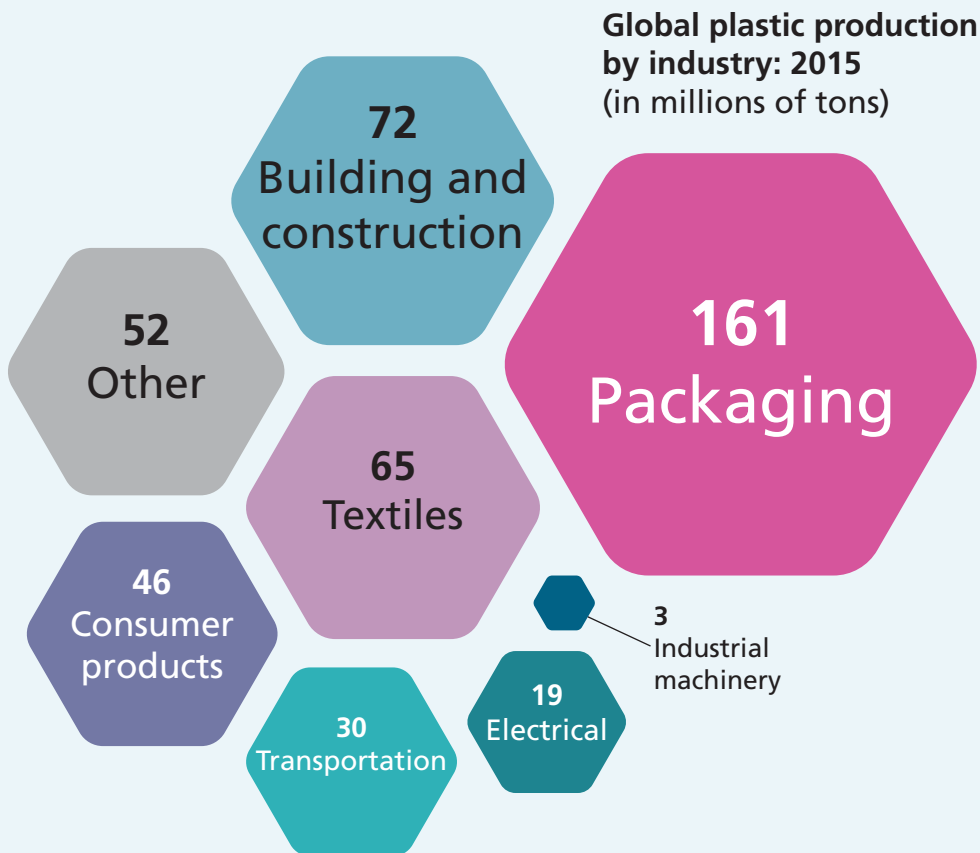 Global plastic production
by industry: 2015
(in millions of tons)
72
Building and
construction
161
Packaging
52
Other
65
Textiles
46
Consumer
products
3
Industrial
machinery
19
Electrical
30
Transportation